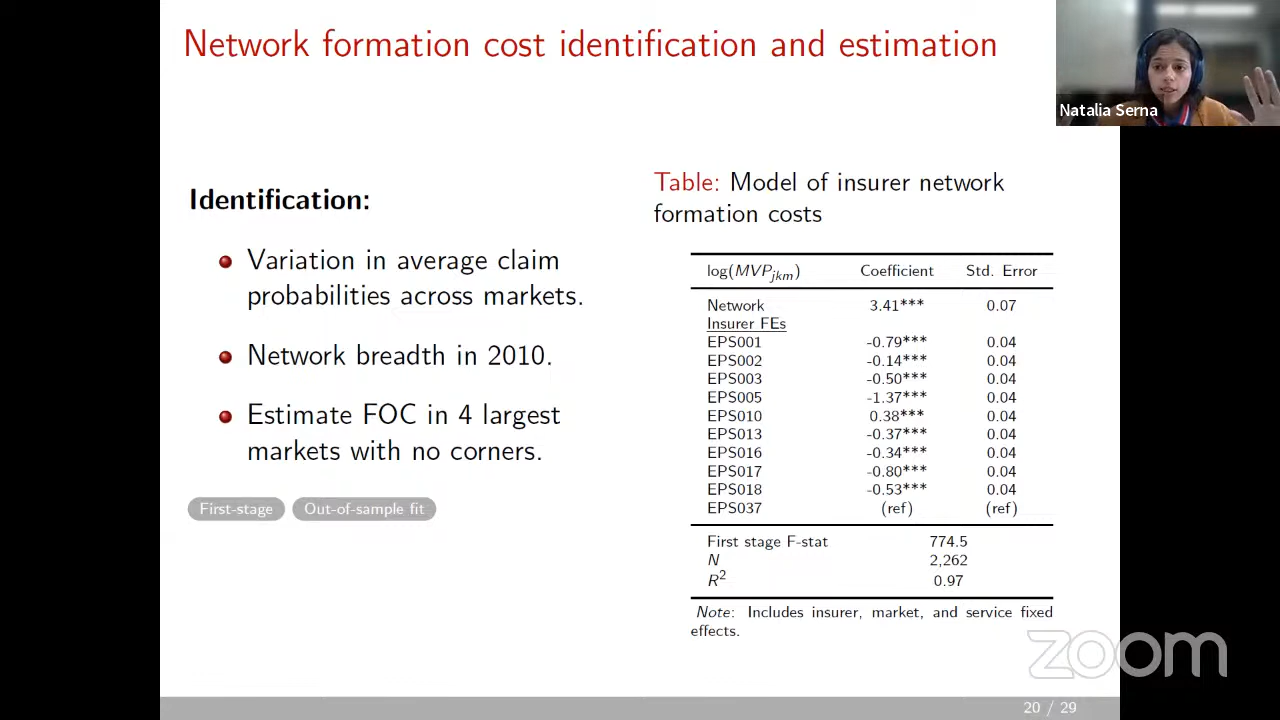 Network formation cost identification and estimation
Natalia Serna
Identification:
Variation in average claim
probabilities across markets.
Network breadth in 2010.
Estimate FOC in 4 largest
markets with no corners.
First-stage Out-of-sample fit
Table: Model of insurer network
formation costs
log(MVP_jkm) Coefficient Std. Error
Network 3.41*** 0.07
Insurer FEs
EPS001 -0.79*** 0.04
EPS002 -0.14*** 0.04
EPS003 -0.50*** 0.04
EPS005 -1.37*** 0.04
EPS010 0.38*** 0.04
EPS013 -0.37*** 0.04
EPS016 -0.34*** 0.04
EPS017 -0.80*** 0.04
EPS018 -0.53*** 0.04
EPS037 (ref) (ref)
First stage F-stat 774.5
N 2,262
R² 0.97
Note: Includes insurer, market, and service fixed
effects.
zoom
20 / 29